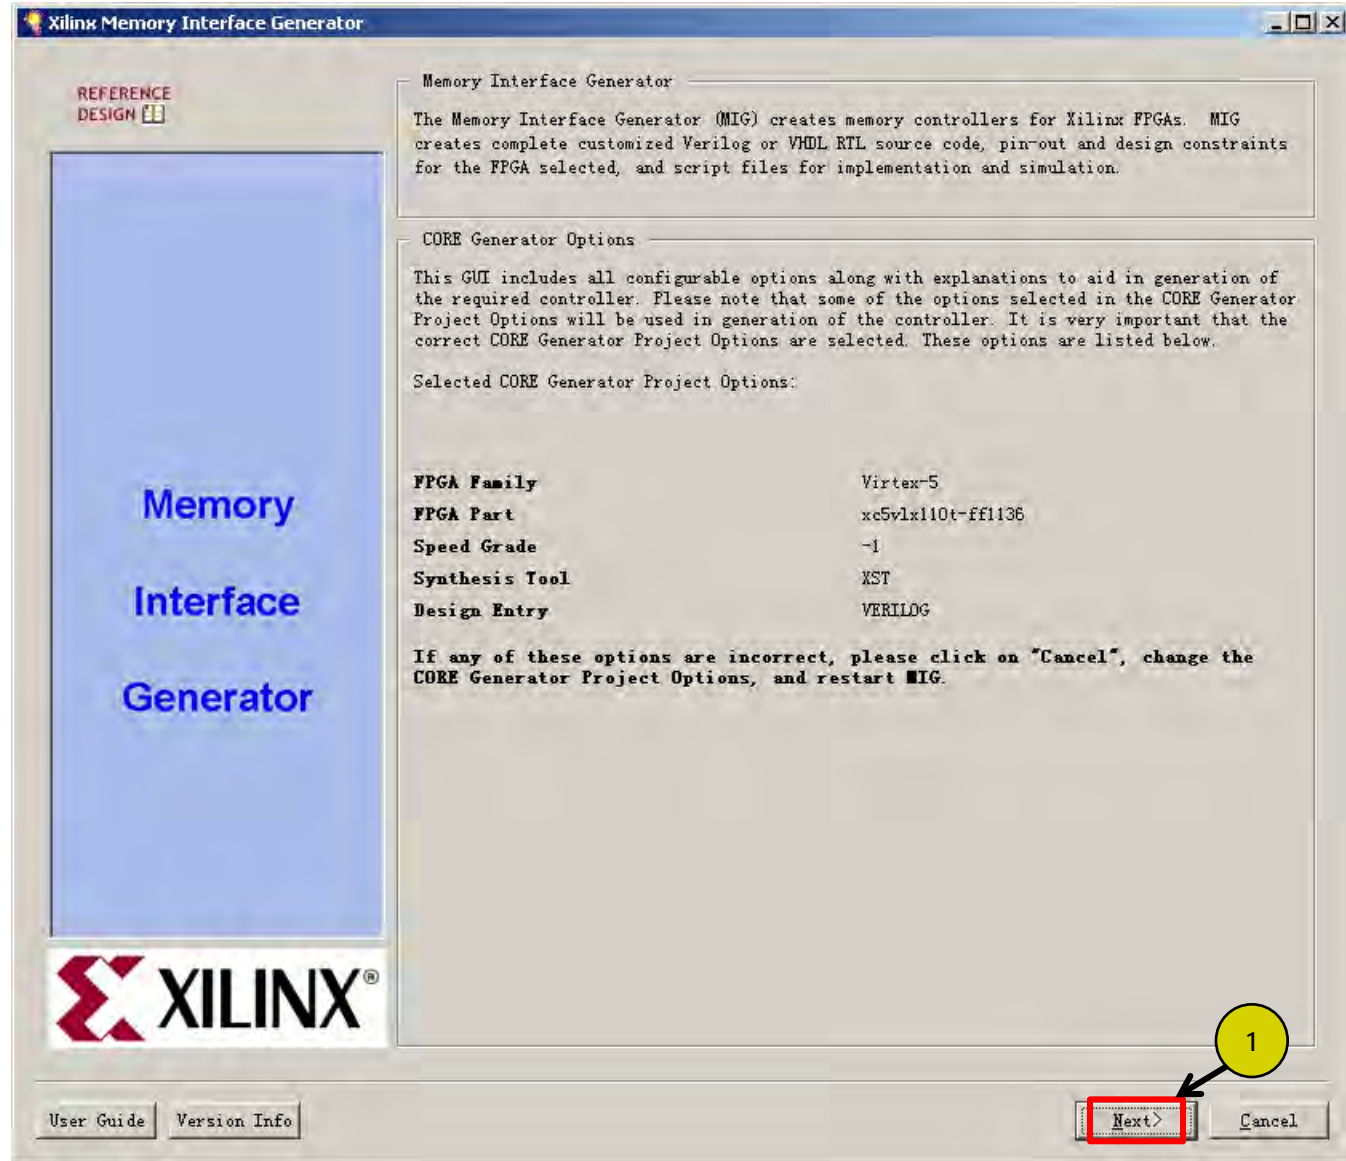 Xilinx Memory Interface Generator
REFERENCE
DESIGN
Memory Interface Generator
The Memory Interface Generator (MIG) creates memory controllers for Xilinx FPGAs. MIG
creates complete customized Verilog or VHDL RTL source code, pin-out and design constraints
for the FPGA selected, and script files for implementation and simulation.
CORE Generator Options
This GUI includes all configurable options along with explanations to aid in generation of
the required controller. Please note that some of the options selected in the CORE Generator
Project Options will be used in generation of the controller. It is very important that the
correct CORE Generator Project Options are selected. These options are listed below.
Selected CORE Generator Project Options:
FPGA Family Virtex-5
FPGA Part xc5vlx110t-ff1136
Speed Grade -1
Synthesis Tool XST
Design Entry VERILOG
If any of these options are incorrect, please click on "Cancel", change the
CORE Generator Project Options, and restart MIG.
Memory
Interface
Generator
XILINX®
1
User Guide Version Info Next> Cancel